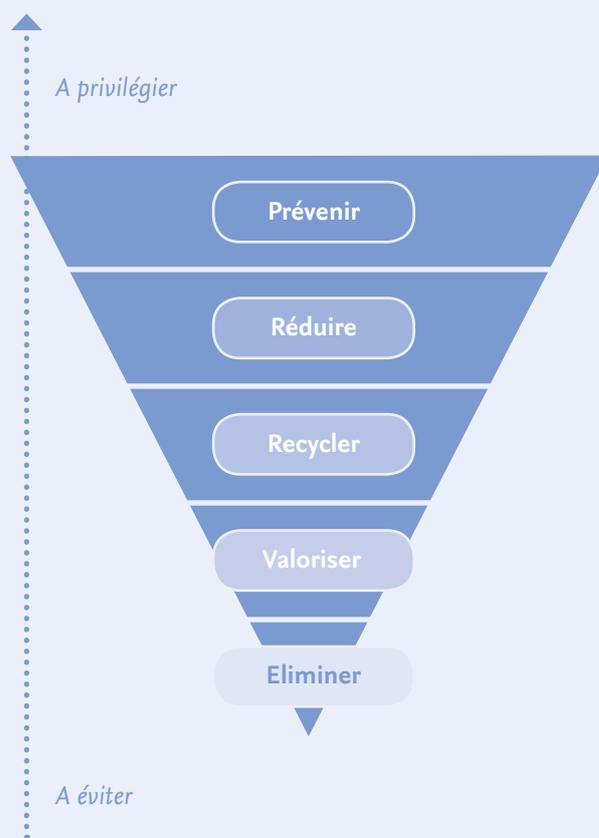 A privilégier
Prévenir
Réduire
Recycler
Valoriser
Eliminer
A éviter